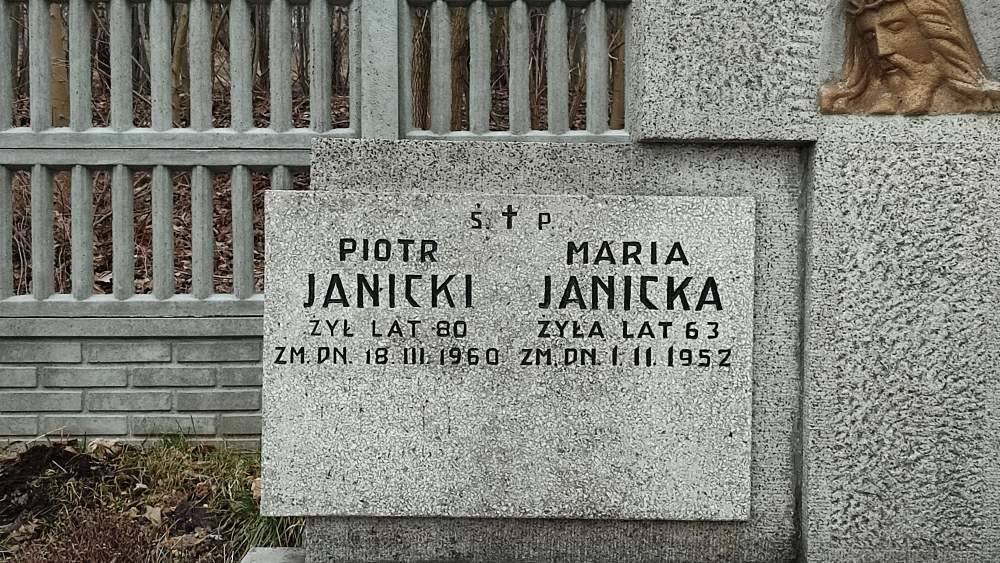 Ś. ✝ P.
PIOTR
JANICKI
ŻYŁ LAT 80
ZM. DN. 18. III. 1960
MARIA
JANICKA
ŻYŁA LAT 63
ZM. DN. 1. II. 1952